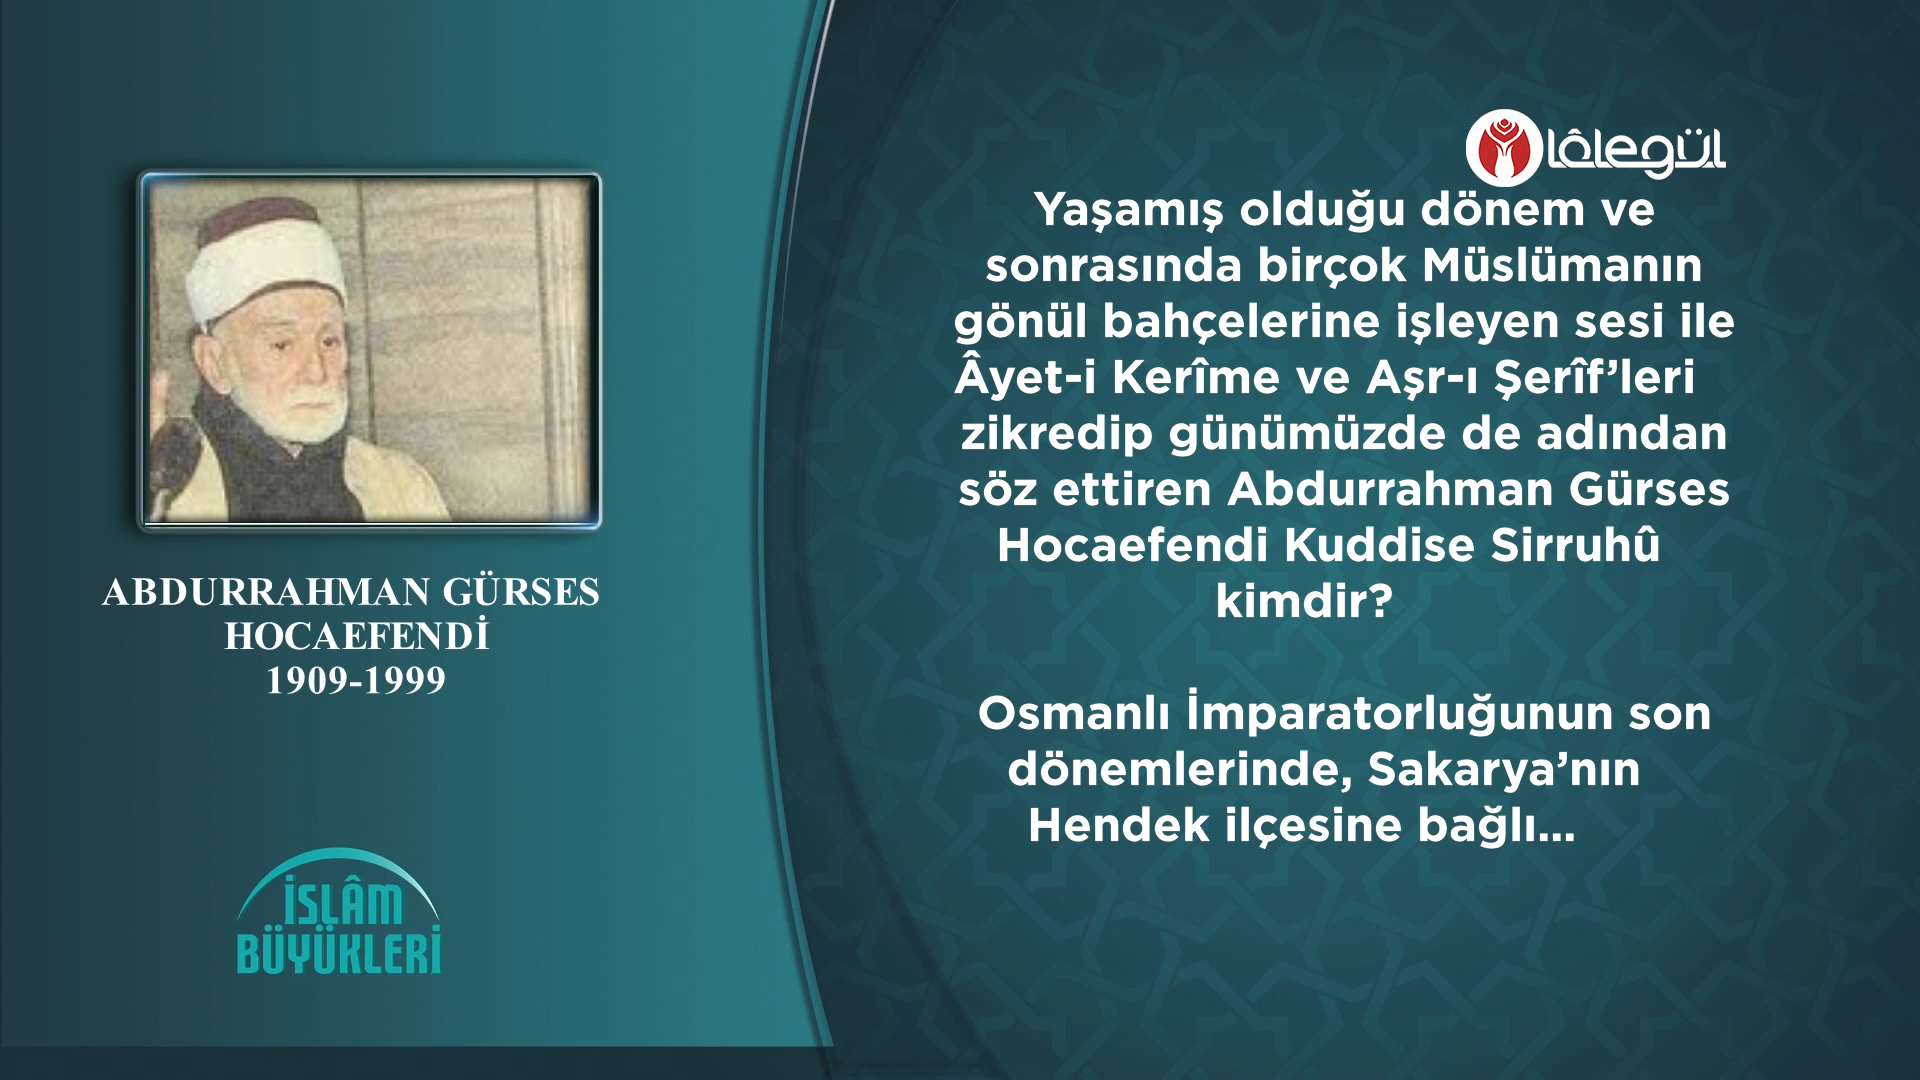 ABDURRAHMAN GÜRSES
HOCAEFENDİ
1909-1999
İSLÂM
BÜYÜKLERİ
lâlegül
Yaşamış olduğu dönem ve
sonrasında birçok Müslümanın
gönül bahçelerine işleyen sesi ile
Âyet-i Kerîme ve Aşr-ı Şerîf’leri
zikredip günümüzde de adından
söz ettiren Abdurrahman Gürses
Hocaefendi Kuddise Sirruhû
kimdir?
Osmanlı İmparatorluğunun son
dönemlerinde, Sakarya’nın
Hendek ilçesine bağlı...